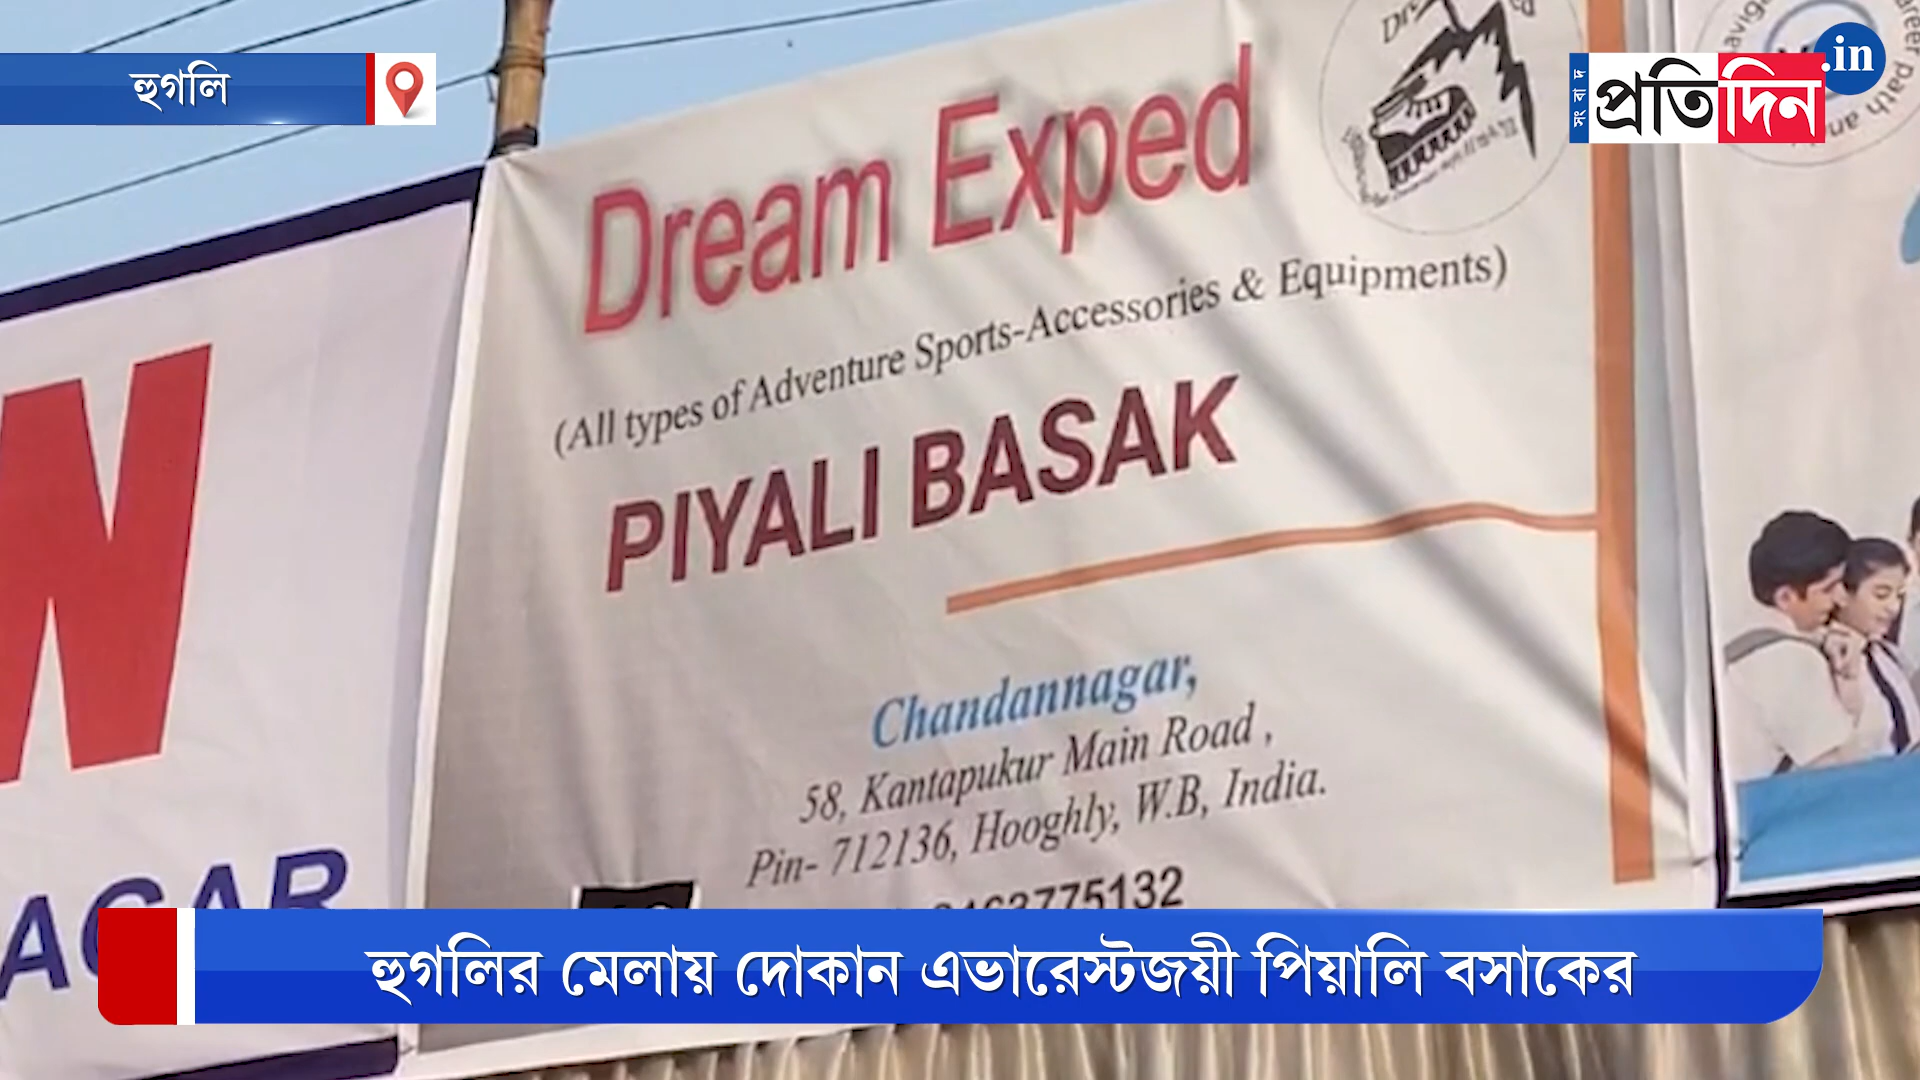 হুগলি
সংবাদ
প্রতিদিন
.in
Dream Exped
(All types of Adventure Sports-Accessories & Equipments)
PIYALI BASAK
Chandannagar,
58, Kantapukur Main Road ,
Pin- 712136, Hooghly, W.B, India.
path
হুগলির মেলায় দোকান এভারেস্টজয়ী পিয়ালি বসাকের